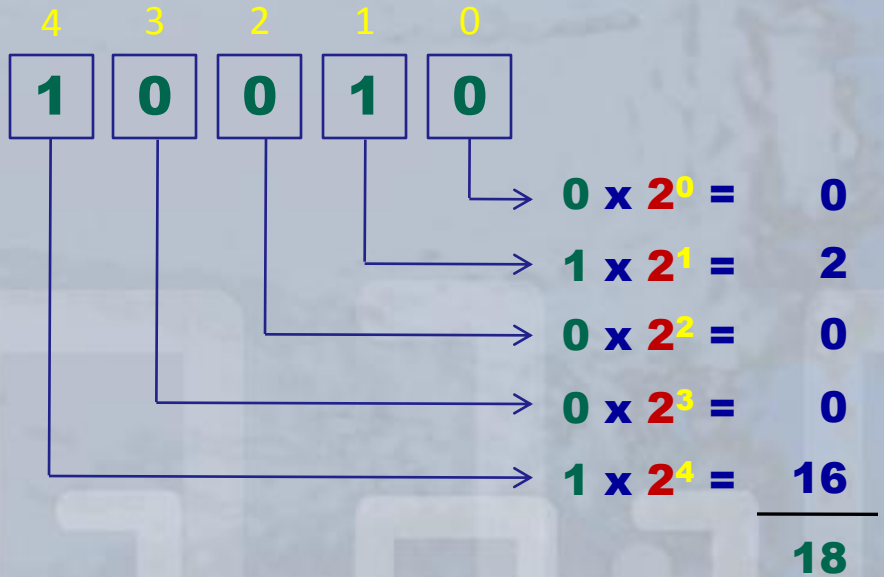 4 3 2 1 0
1 0 0 1 0
0 x 2⁰ = 0
1 x 2¹ = 2
0 x 2² = 0
0 x 2³ = 0
1 x 2⁴ = 16
18